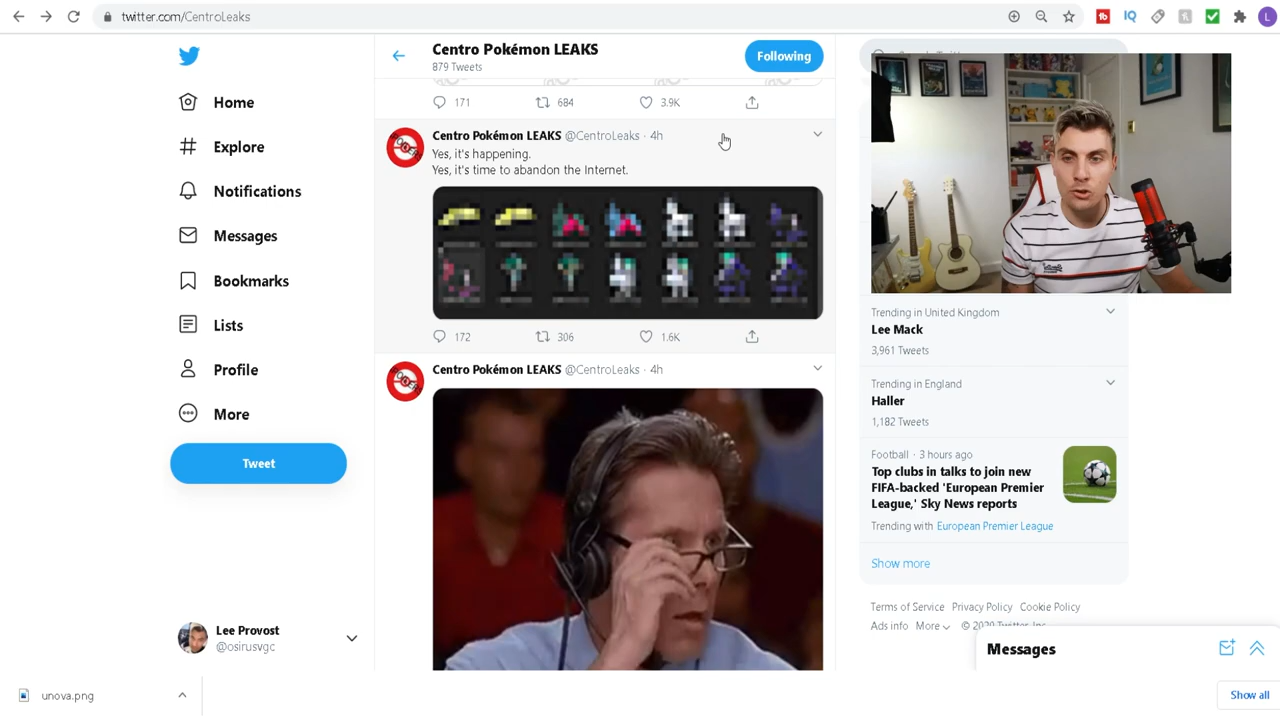 twitter.com/CentroLeaks
Centro Pokémon LEAKS
879 Tweets
Following
Home
Explore
Notifications
Messages
Bookmarks
Lists
Profile
More
Tweet
Lee Provost
@osirusvgc
171 684 3.9K
Centro Pokémon LEAKS @CentroLeaks · 4h
Yes, it's happening.
Yes, it's time to abandon the Internet.
172 306 1.6K
Centro Pokémon LEAKS @CentroLeaks · 4h
Trending in United Kingdom
Lee Mack
3,961 Tweets
Trending in England
Haller
1,182 Tweets
Football · 3 hours ago
Top clubs in talks to join new
FIFA-backed 'European Premier
League,' Sky News reports
Trending with European Premier League
Show more
Terms of Service Privacy Policy Cookie Policy
Ads info More © 2020 Twitter, Inc.
Messages
unova.png
Show all